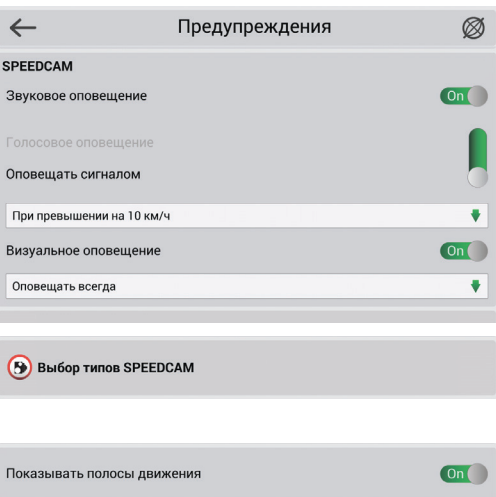 Предупреждения
SPEEDCAM
Звуковое оповещение
On
Голосовое оповещение
Оповещать сигналом
При превышении на 10 км/ч
Визуальное оповещение
On
Оповещать всегда
Выбор типов SPEEDCAM
Показывать полосы движения
On